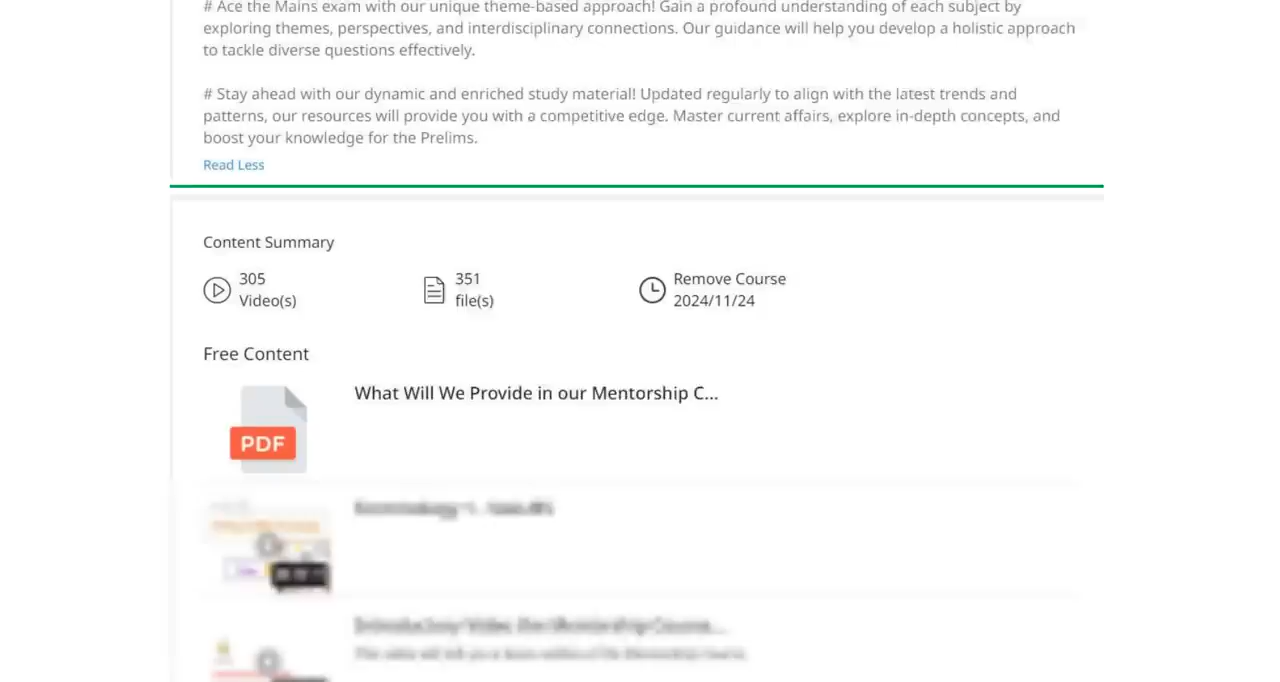 # Ace the Mains exam with our unique theme-based approach! Gain a profound understanding of each subject by
exploring themes, perspectives, and interdisciplinary connections. Our guidance will help you develop a holistic approach
to tackle diverse questions effectively.
# Stay ahead with our dynamic and enriched study material! Updated regularly to align with the latest trends and
patterns, our resources will provide you with a competitive edge. Master current affairs, explore in-depth concepts, and
boost your knowledge for the Prelims.
Read Less
Content Summary
305
Video(s)
351
file(s)
Remove Course
2024/11/24
Free Content
PDF
What Will We Provide in our Mentorship C...
Introductory Video the Mentorship Course...